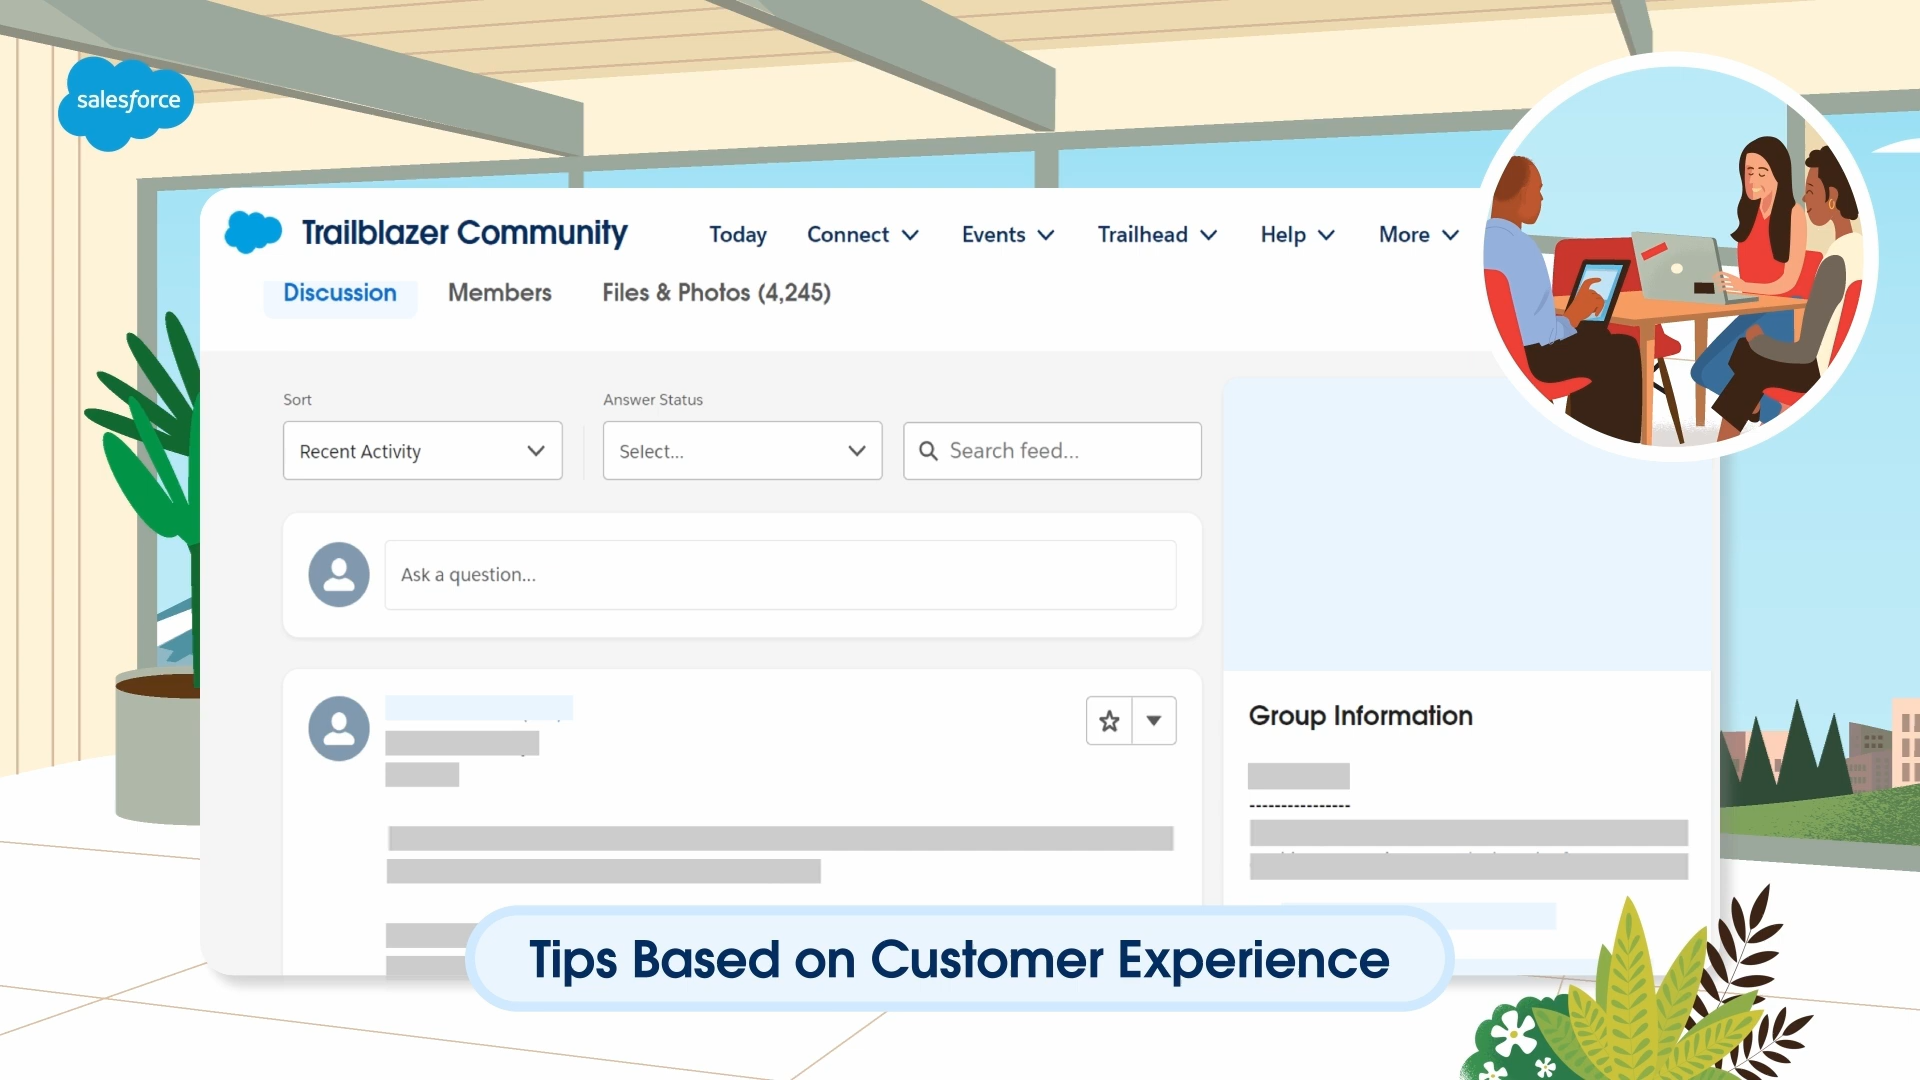 salesforce
Trailblazer Community
Today
Connect
Events
Trailhead
Help
More
Discussion
Members
Files & Photos (4,245)
Sort
Answer Status
Recent Activity
Select...
Search feed...
Ask a question...
Group Information
----------------
Tips Based on Customer Experience